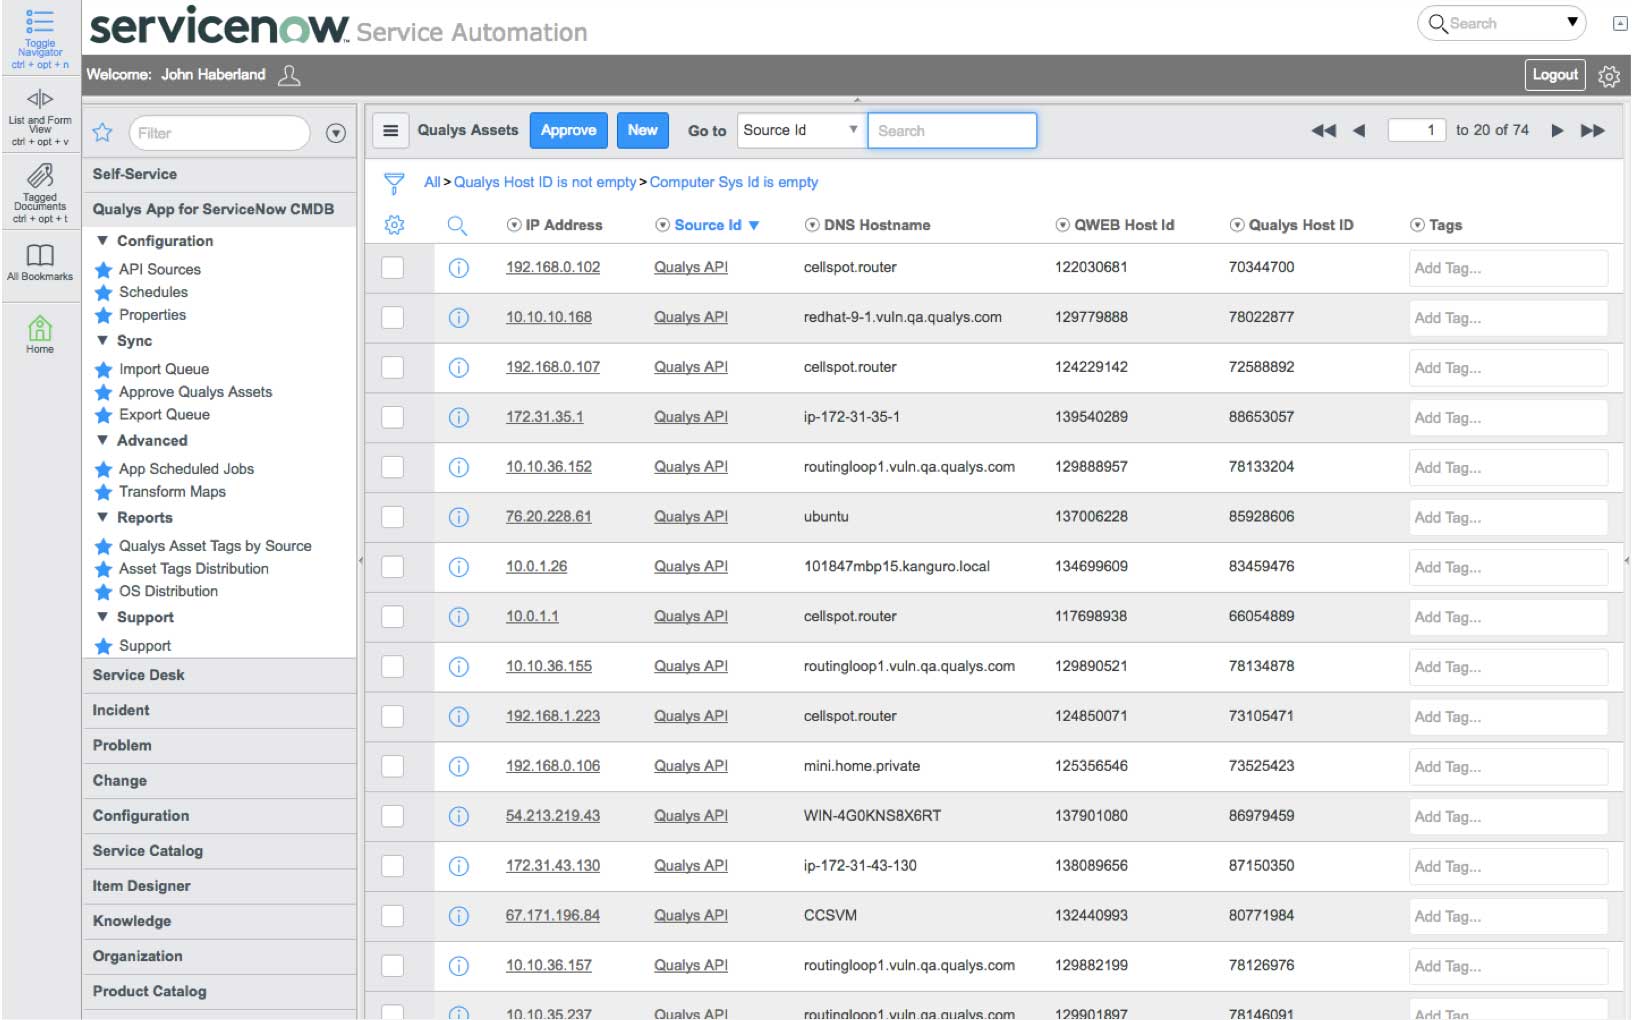 servicenow Service Automation
Search
Welcome: John Haberland
Logout
Toggle
Navigator
ctrl + opt + n
List and Form
View
ctrl + opt + v
Tagged
Documents
ctrl + opt + t
All Bookmarks
Home
Filter
Self-Service
Qualys App for ServiceNow CMDB
Configuration
API Sources
Schedules
Properties
Sync
Import Queue
Approve Qualys Assets
Export Queue
Advanced
App Scheduled Jobs
Transform Maps
Reports
Qualys Asset Tags by Source
Asset Tags Distribution
OS Distribution
Support
Support
Service Desk
Incident
Problem
Change
Configuration
Service Catalog
Item Designer
Knowledge
Organization
Product Catalog
Qualys Assets Approve New Go to Source Id Search 1 to 20 of 74
All > Qualys Host ID is not empty > Computer Sys Id is empty
IP Address Source Id DNS Hostname QWEB Host Id Qualys Host ID Tags
192.168.0.102 Qualys API cellspot.router 122030681 70344700 Add Tag...
10.10.10.168 Qualys API redhat-9-1.vuln.qa.qualys.com 129779888 78022877 Add Tag...
192.168.0.107 Qualys API cellspot.router 124229142 72588892 Add Tag...
172.31.35.1 Qualys API ip-172-31-35-1 139540289 88653057 Add Tag...
10.10.36.152 Qualys API routingloop1.vuln.qa.qualys.com 129888957 78133204 Add Tag...
76.20.228.61 Qualys API ubuntu 137006228 85928606 Add Tag...
10.0.1.26 Qualys API 101847mbp15.kanguro.local 134699609 83459476 Add Tag...
10.0.1.1 Qualys API cellspot.router 117698938 66054889 Add Tag...
10.10.36.155 Qualys API routingloop1.vuln.qa.qualys.com 129890521 78134878 Add Tag...
192.168.1.223 Qualys API cellspot.router 124850071 73105471 Add Tag...
192.168.0.106 Qualys API mini.home.private 125356546 73525423 Add Tag...
54.213.219.43 Qualys API WIN-4G0KNS8X6RT 137901080 86979459 Add Tag...
172.31.43.130 Qualys API ip-172-31-43-130 138089656 87150350 Add Tag...
67.171.196.84 Qualys API CCSVM 132440993 80771984 Add Tag...
10.10.36.157 Qualys API routingloop1.vuln.qa.qualys.com 129882199 78126976 Add Tag...
10.10.35.237 Qualys API routingloop1.vuln.qa.qualys.com 129901897 78146091 Add Tag